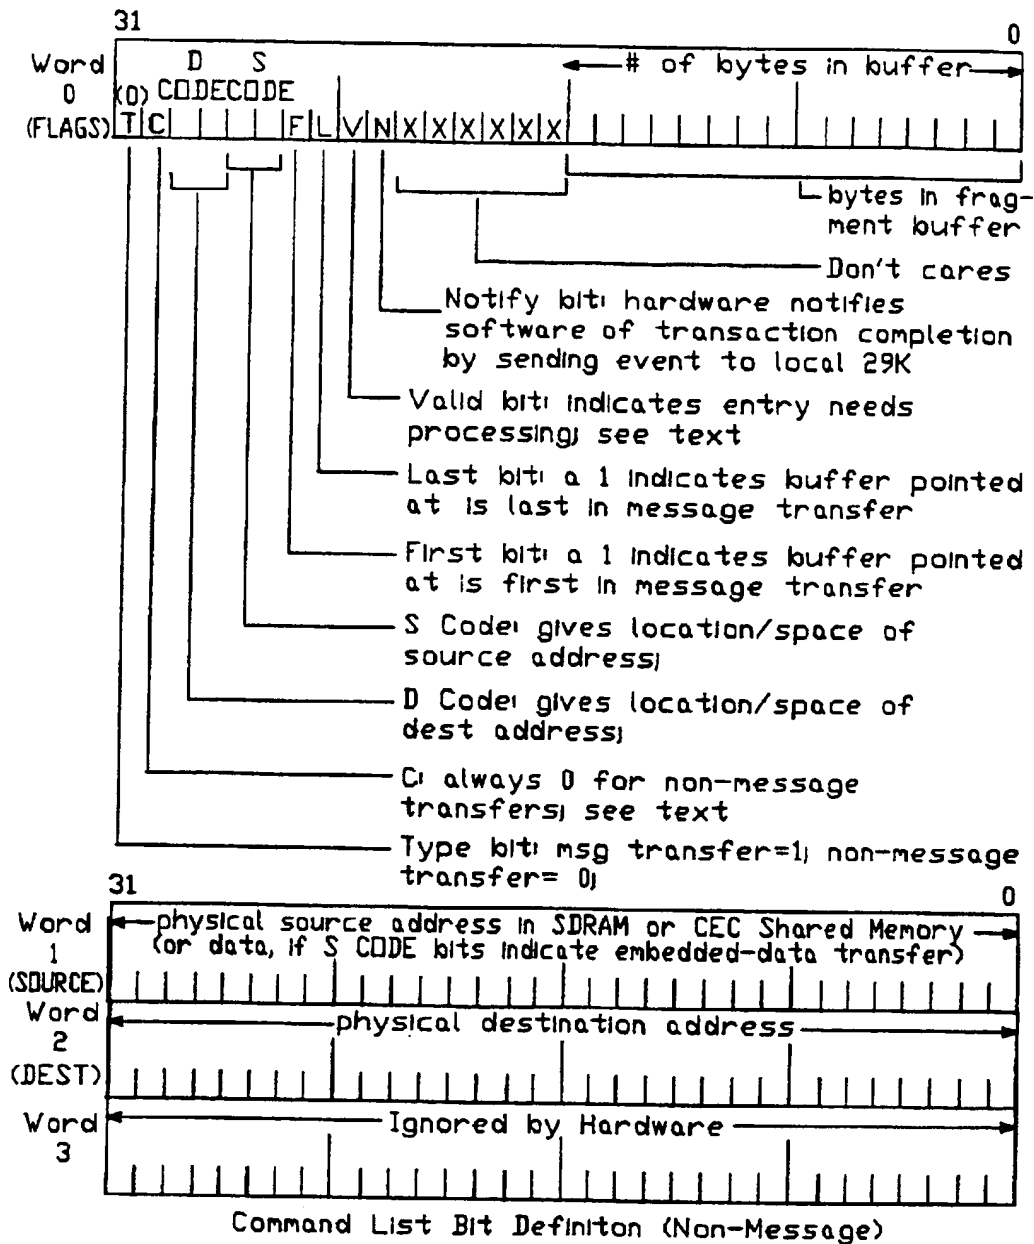 31 0
Word 0 (FLAGS)
D S
(0) CODE CODE
# of bytes in buffer
T C F L V N X X X X X X
bytes in frag-
ment buffer
Don't cares
Notify bit: hardware notifies
software of transaction completion
by sending event to local 29K
Valid bit: indicates entry needs
processing; see text
Last bit: a 1 indicates buffer pointed
at is last in message transfer
First bit: a 1 indicates buffer pointed
at is first in message transfer
S Code: gives location/space of
source address;
D Code: gives location/space of
dest address;
C: always 0 for non-message
transfers; see text
Type bit: msg transfer=1; non-message
transfer= 0;
31 0
Word 1 (SOURCE)
physical source address in SDRAM or CEC Shared Memory
(or data, if S CODE bits indicate embedded-data transfer)
Word 2 (DEST)
physical destination address
Word 3
Ignored by Hardware
Command List Bit Definiton (Non-Message)